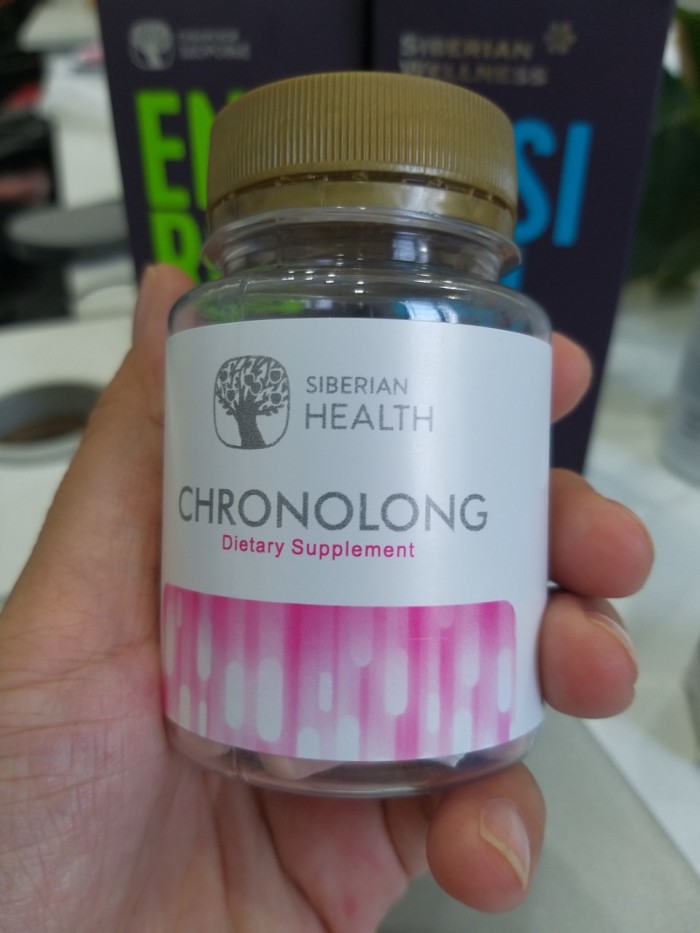 SIBERIAN
WELLNESS
SIBERIAN
HEALTH
CHRONOLONG
Dietary Supplement